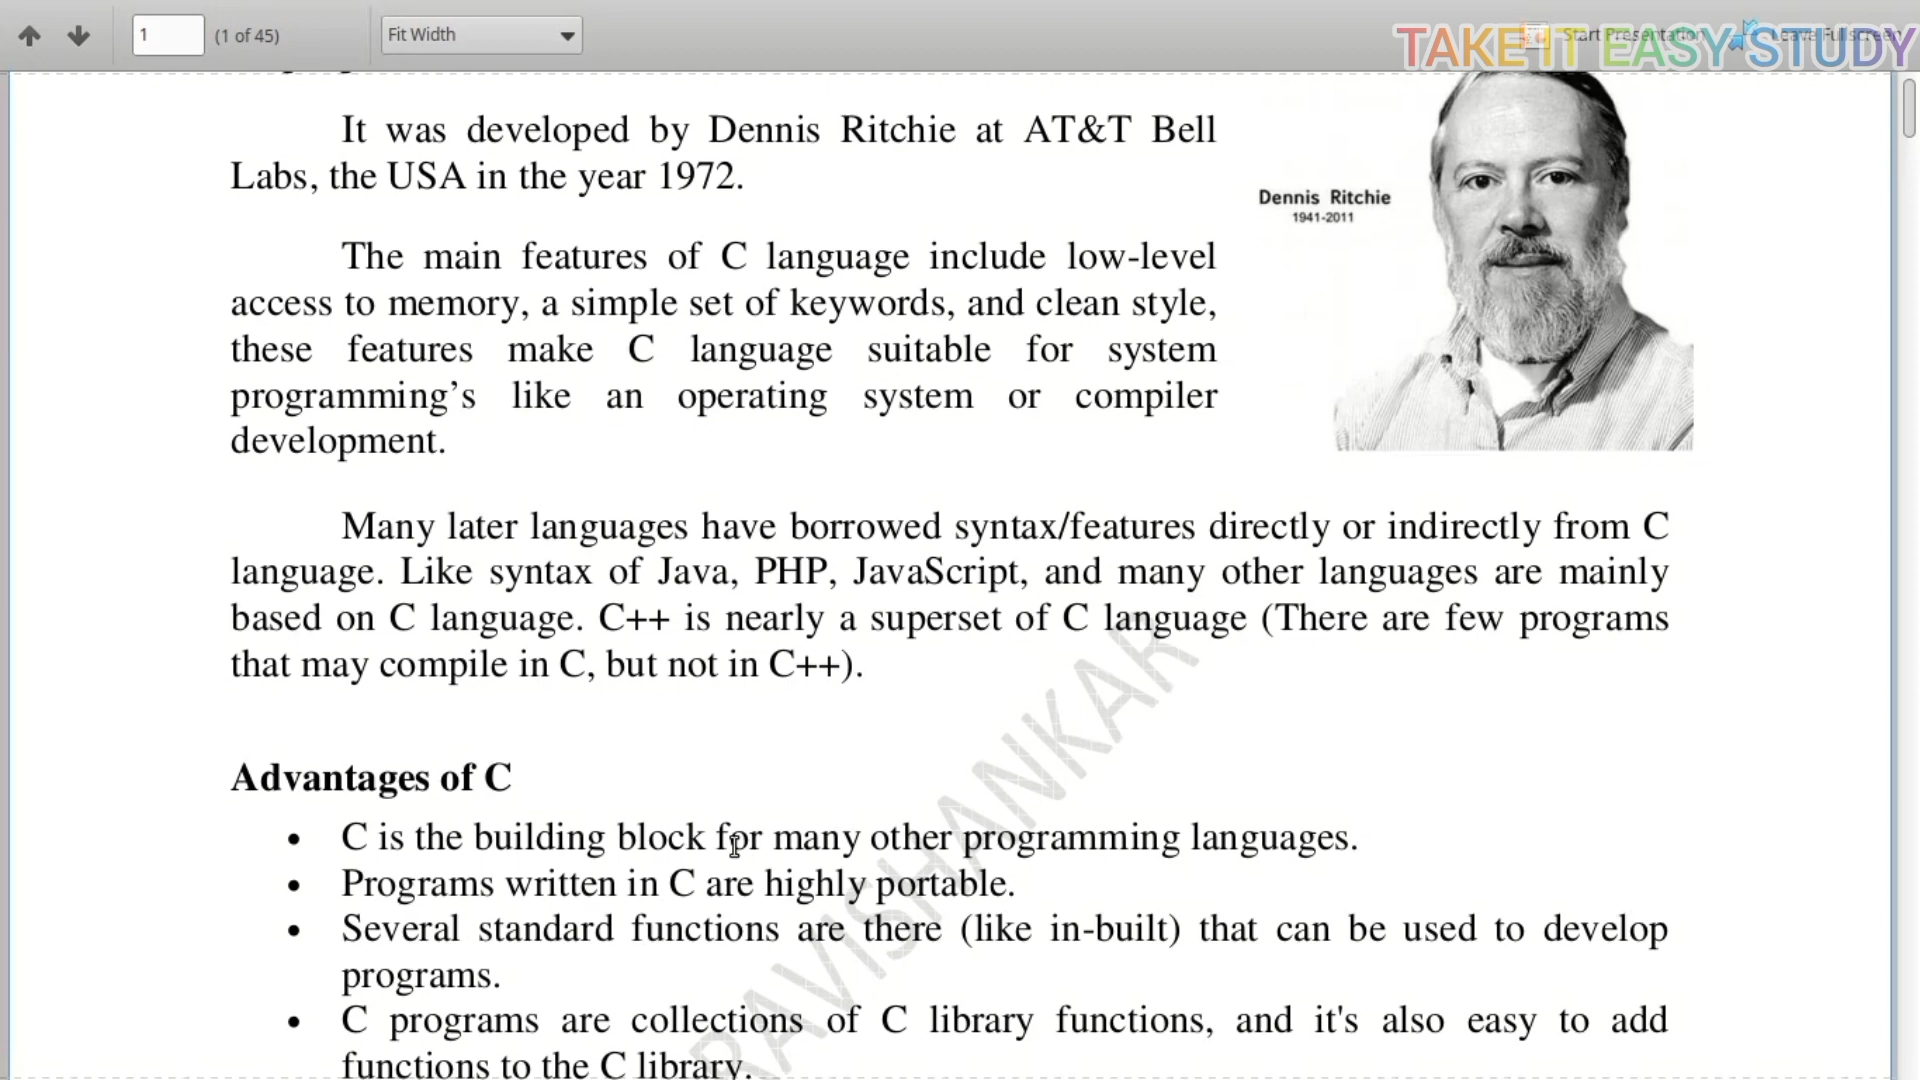 1
(1 of 45)
Fit Width
Start Presentation
Leave Fullscreen
TAKE IT EASY STUDY
It was developed by Dennis Ritchie at AT&T Bell
Labs, the USA in the year 1972.
Dennis Ritchie
1941-2011
The main features of C language include low-level
access to memory, a simple set of keywords, and clean style,
these features make C language suitable for system
programming’s like an operating system or compiler
development.
Many later languages have borrowed syntax/features directly or indirectly from C
language. Like syntax of Java, PHP, JavaScript, and many other languages are mainly
based on C language. C++ is nearly a superset of C language (There are few programs
that may compile in C, but not in C++).
Advantages of C
• C is the building block for many other programming languages.
• Programs written in C are highly portable.
• Several standard functions are there (like in-built) that can be used to develop
programs.
• C programs are collections of C library functions, and it's also easy to add
functions to the C library.
RAVISHANKAR